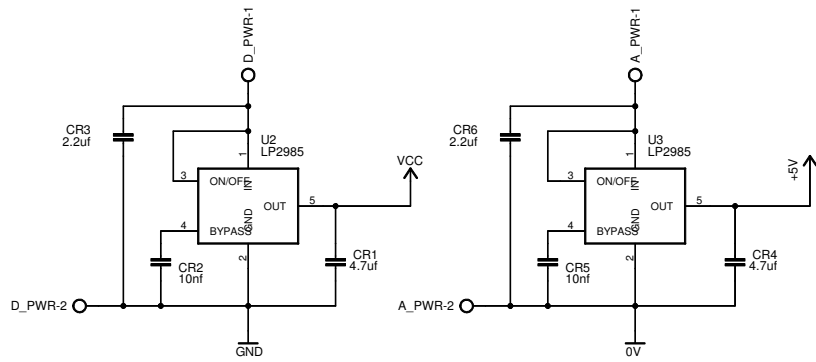 D_PWR-1
CR3
2.2uf
U2
LP2985
1
3
ON/OFF
IN
VCC
OUT
5
4
BYPASS
GND
2
CR2
10nf
CR1
4.7uf
D_PWR-2
GND
A_PWR-1
CR6
2.2uf
U3
LP2985
1
3
ON/OFF
IN
+5V
OUT
5
4
BYPASS
GND
2
CR5
10nf
CR4
4.7uf
A_PWR-2
0V